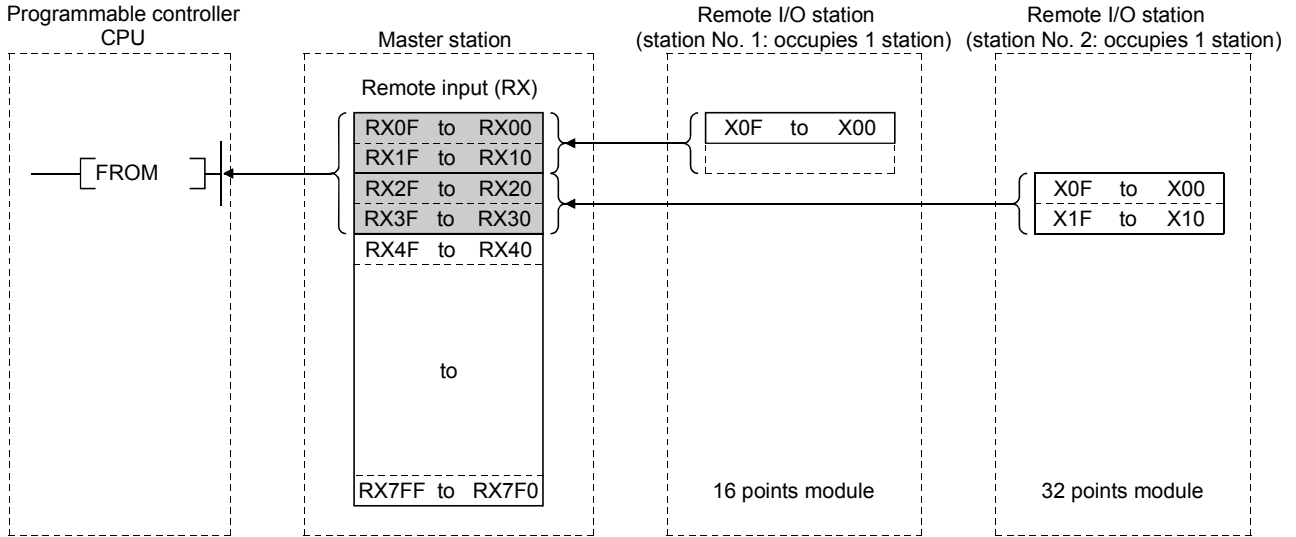 Programmable controller
CPU
Master station
Remote I/O station
(station No. 1: occupies 1 station)
Remote I/O station
(station No. 2: occupies 1 station)
FROM
Remote input (RX)
RX0F to RX00
RX1F to RX10
RX2F to RX20
RX3F to RX30
RX4F to RX40
to
RX7FF to RX7F0
X0F to X00
16 points module
X0F to X00
X1F to X10
32 points module